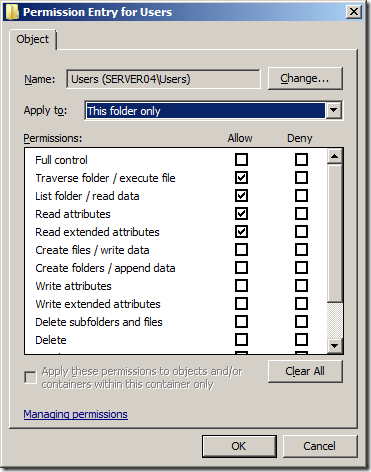 Permission Entry for Users
Object
Name: Users (SERVER04\Users) Change...
Apply to: This folder only
Permissions: Allow Deny
Full control
Traverse folder / execute file
List folder / read data
Read attributes
Read extended attributes
Create files / write data
Create folders / append data
Write attributes
Write extended attributes
Delete subfolders and files
Delete
Apply these permissions to objects and/or
containers within this container only
Clear All
Managing permissions
OK Cancel